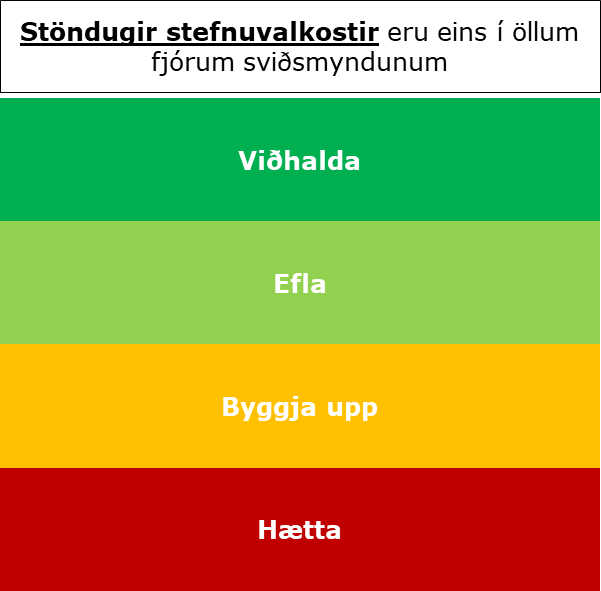 Stöndugir stefnuvalkostir eru eins í öllum
fjórum sviðsmyndunum
Viðhalda
Efla
Byggja upp
Hætta